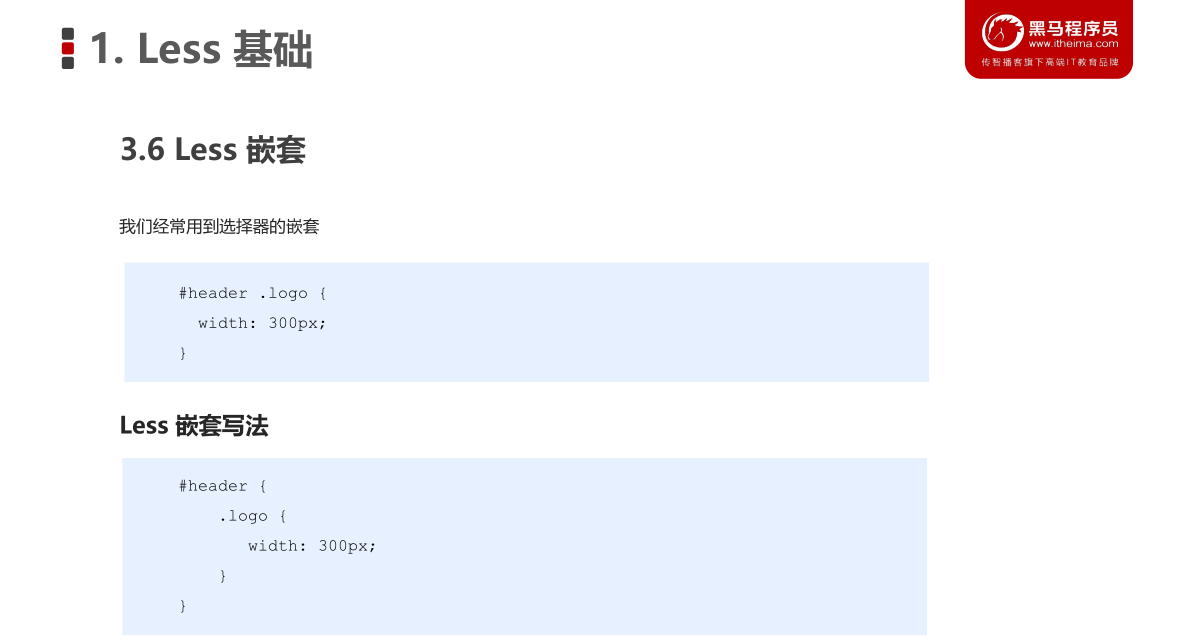 1. Less 基础
黑马程序员
www.itheima.com
传智播客旗下高端IT教育品牌
3.6 Less 嵌套
我们经常用到选择器的嵌套
#header .logo {
  width: 300px;
}
Less 嵌套写法
#header {
    .logo {
       width: 300px;
    }
}